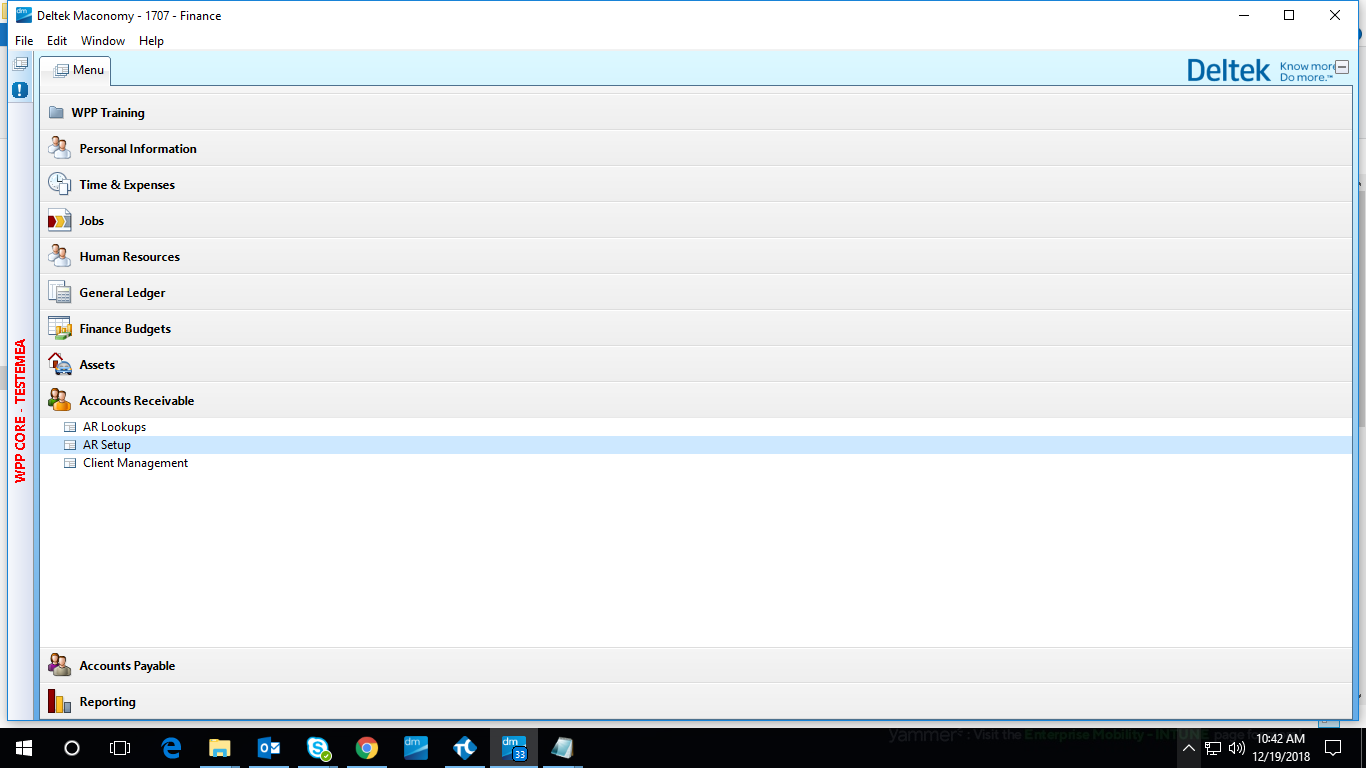 Deltek Maconomy - 1707 - Finance
File Edit Window Help
Menu
Deltek Know more Do more.™
WPP Training
Personal Information
Time & Expenses
Jobs
Human Resources
General Ledger
Finance Budgets
Assets
Accounts Receivable
AR Lookups
AR Setup
Client Management
Accounts Payable
Reporting
WPP CORE - TESTEMEA
dm
33
yammer : Visit the Enterprise Mobility - INTUNE page
10:42 AM
12/19/2018